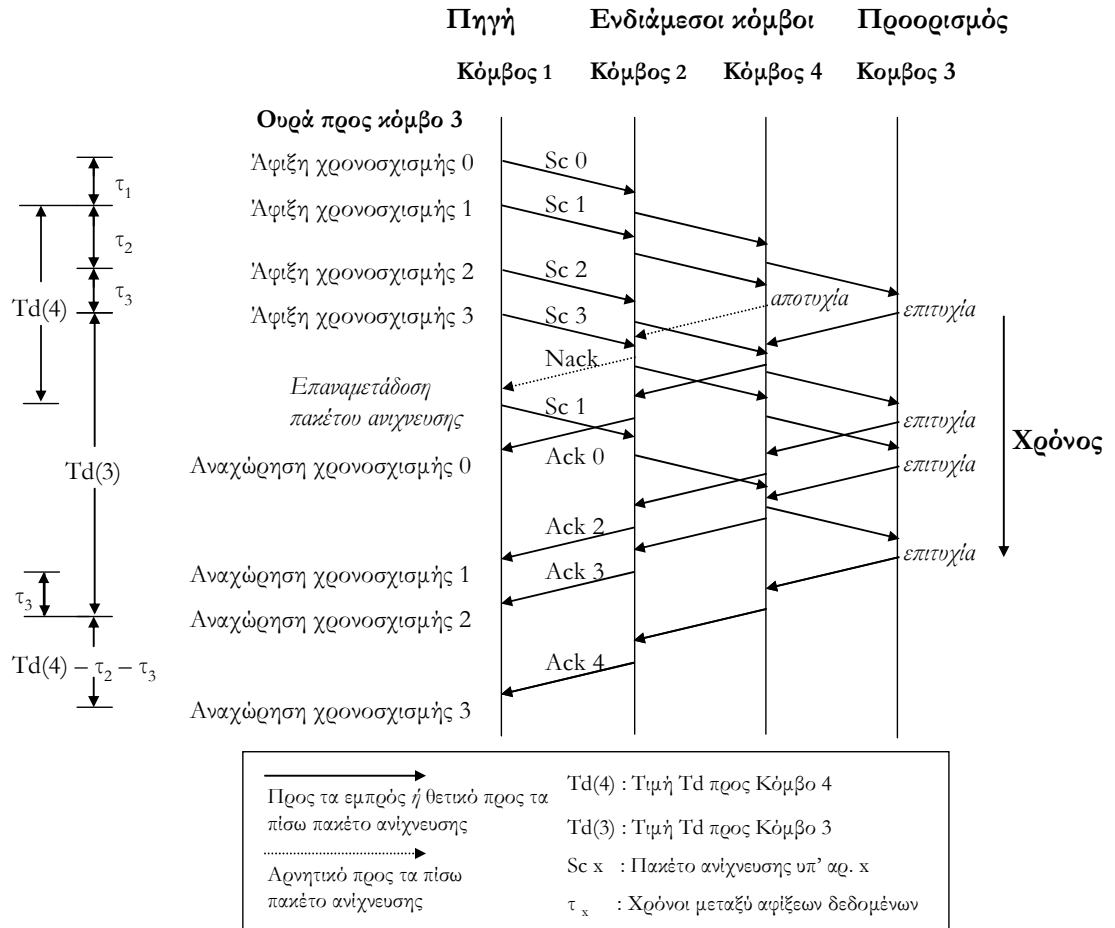 Πηγή Ενδιάμεσοι κόμβοι Προορισμός
Κόμβος 1 Κόμβος 2 Κόμβος 4 Κομβος 3
Ουρά προς κόμβο 3
Άφιξη χρονοσχισμής 0
Sc 0
τ1
Άφιξη χρονοσχισμής 1
Sc 1
τ2
Άφιξη χρονοσχισμής 2
Sc 2
τ3
αποτυχία
Td(4)
Άφιξη χρονοσχισμής 3
Sc 3
επιτυχία
Nack
Επαναμετάδοση
πακέτου ανίχνευσης
Sc 1
επιτυχία
Χρόνος
Td(3)
Αναχώρηση χρονοσχισμής 0
Ack 0
επιτυχία
Ack 2
επιτυχία
Αναχώρηση χρονοσχισμής 1
Ack 3
τ3
Αναχώρηση χρονοσχισμής 2
Td(4) – τ2 – τ3
Ack 4
Αναχώρηση χρονοσχισμής 3
Προς τα εμπρός ή θετικό προς τα
πίσω πακέτο ανίχνευσης
Αρνητικό προς τα πίσω
πακέτο ανίχνευσης
Td(4) : Τιμή Td προς Κόμβο 4
Td(3) : Τιμή Td προς Κόμβο 3
Sc x : Πακέτο ανίχνευσης υπ’ αρ. x
τ x : Χρόνοι μεταξύ αφίξεων δεδομένων